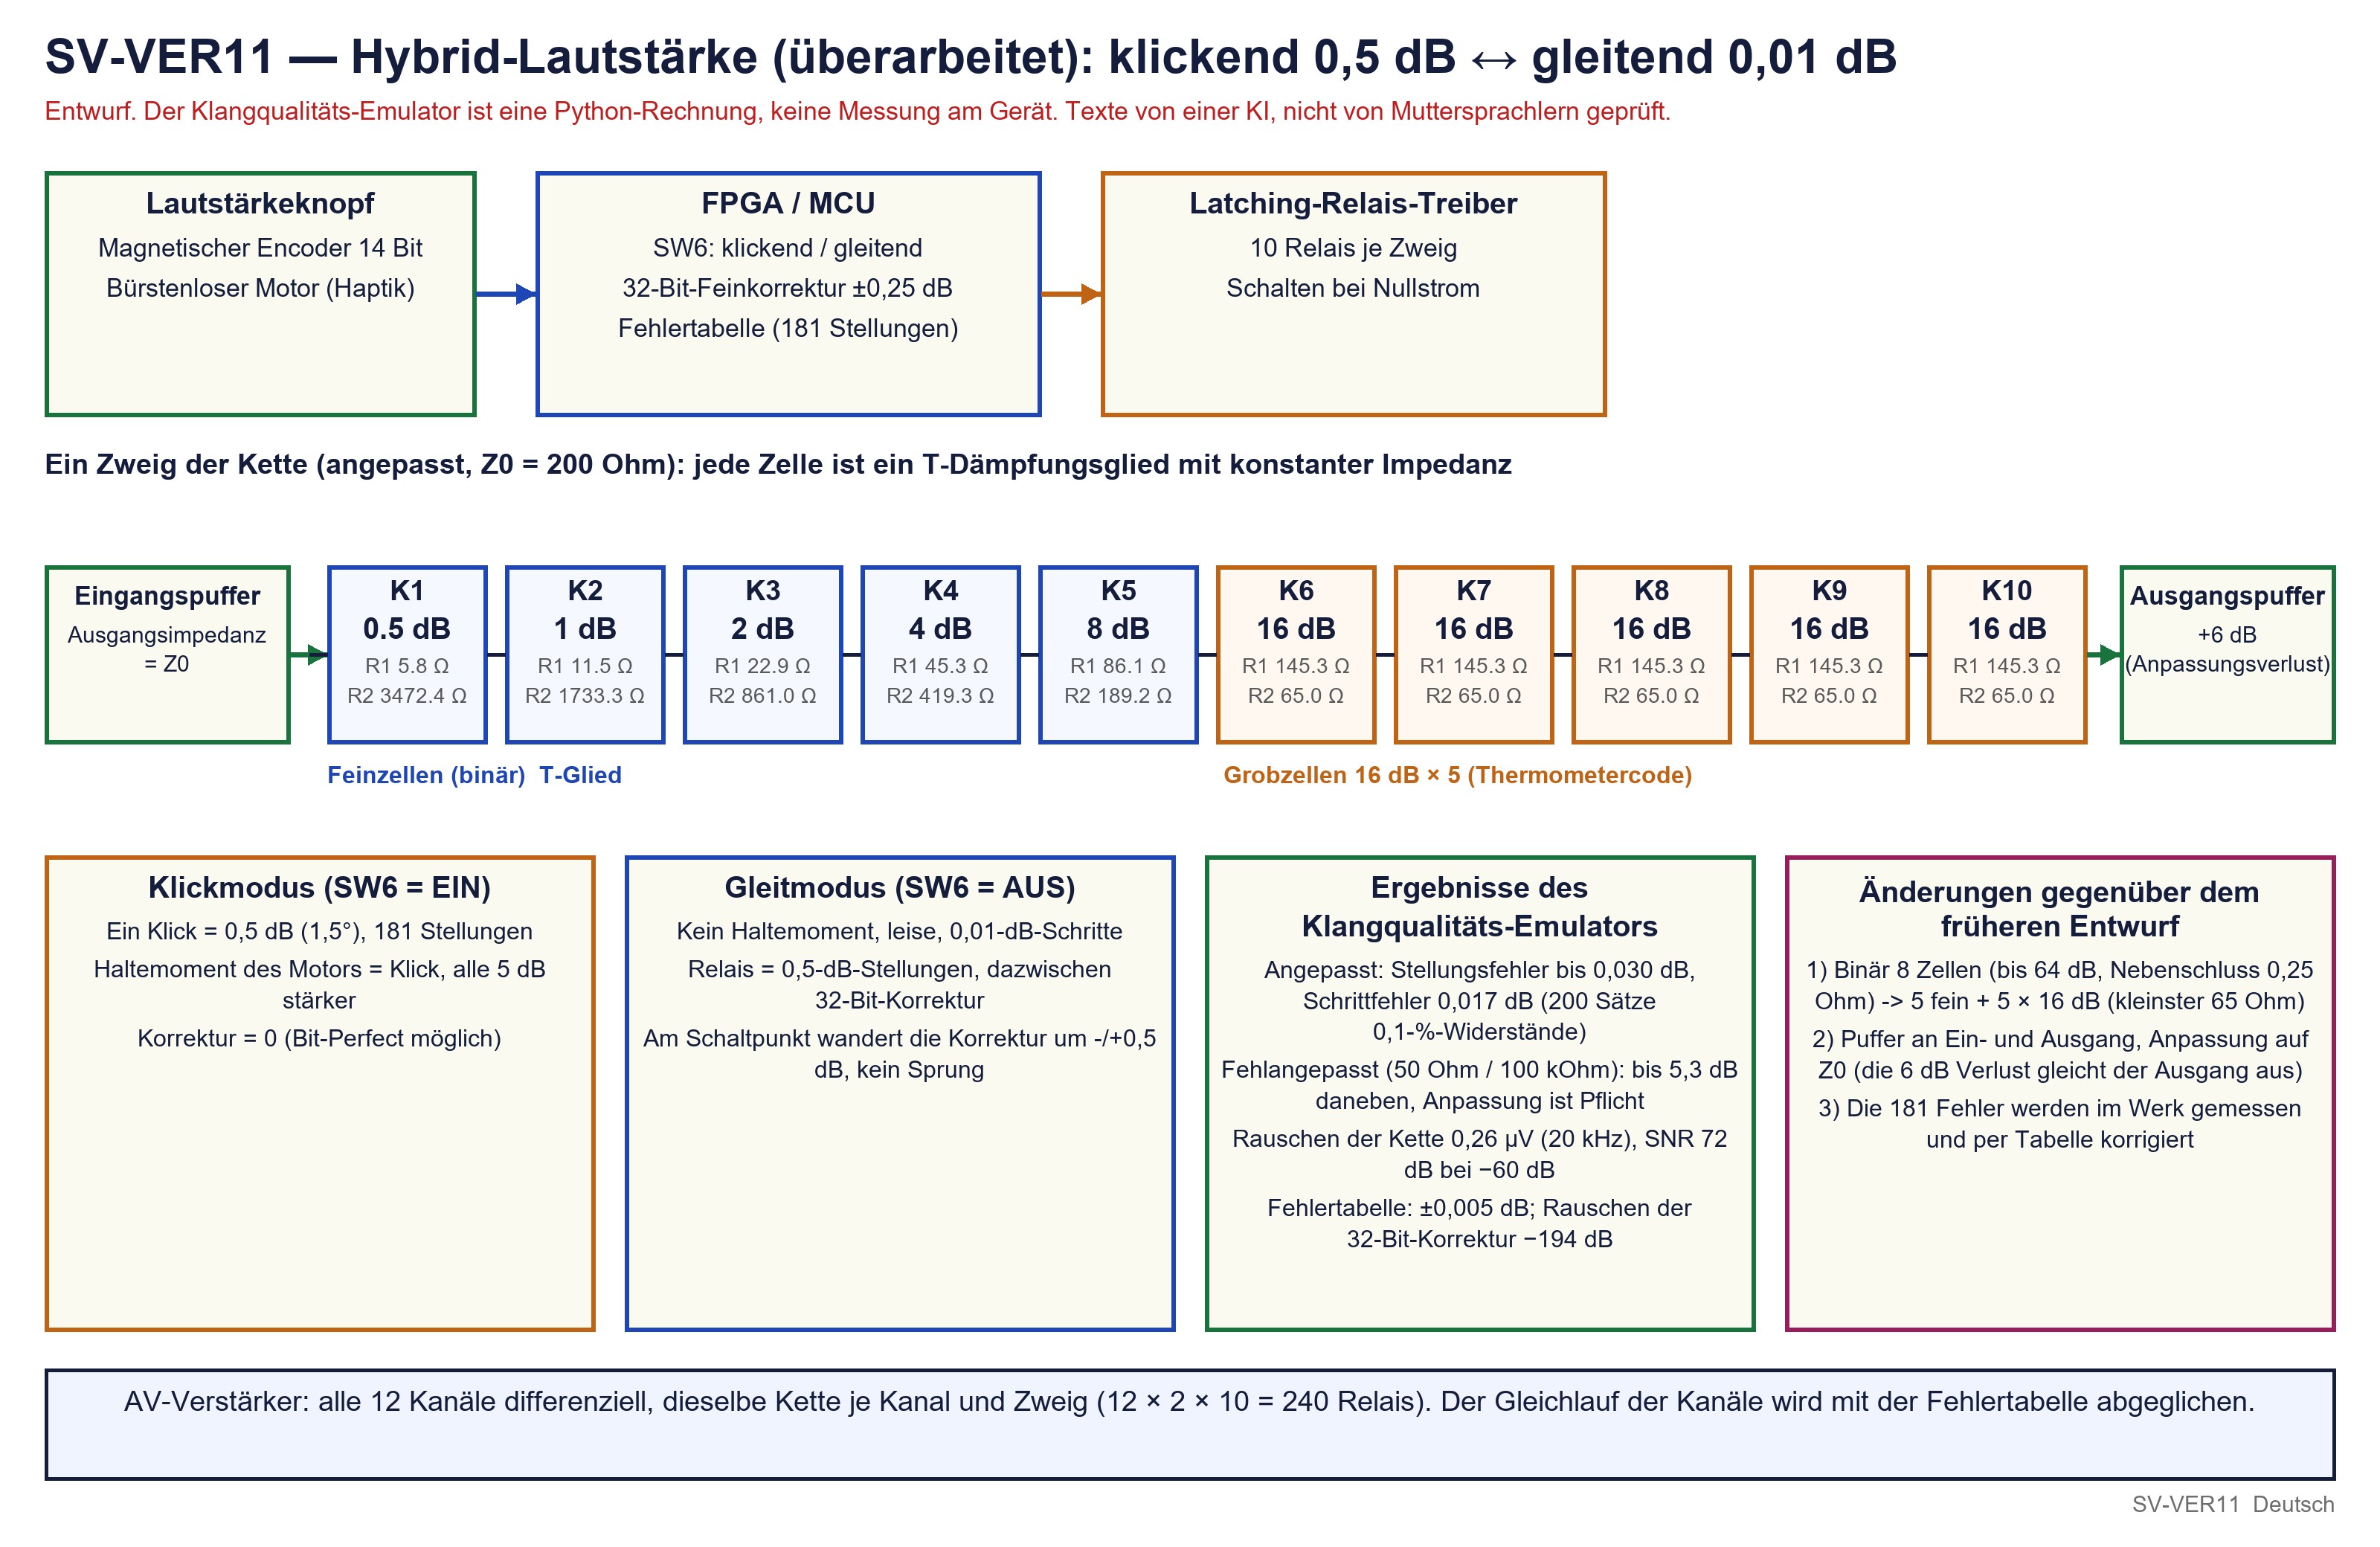 SV-VER11 — Hybrid-Lautstärke (überarbeitet): klickend 0,5 dB ↔ gleitend 0,01 dB
Entwurf. Der Klangqualitäts-Emulator ist eine Python-Rechnung, keine Messung am Gerät. Texte von einer KI, nicht von Muttersprachlern geprüft.
Lautstärkeknopf
Magnetischer Encoder 14 Bit
Bürstenloser Motor (Haptik)
FPGA / MCU
SW6: klickend / gleitend
32-Bit-Feinkorrektur ±0,25 dB
Fehlertabelle (181 Stellungen)
Latching-Relais-Treiber
10 Relais je Zweig
Schalten bei Nullstrom
Ein Zweig der Kette (angepasst, Z0 = 200 Ohm): jede Zelle ist ein T-Dämpfungsglied mit konstanter Impedanz
Eingangspuffer
Ausgangsimpedanz
= Z0
K1
0.5 dB
R1 5.8 Ω
R2 3472.4 Ω
K2
1 dB
R1 11.5 Ω
R2 1733.3 Ω
K3
2 dB
R1 22.9 Ω
R2 861.0 Ω
K4
4 dB
R1 45.3 Ω
R2 419.3 Ω
K5
8 dB
R1 86.1 Ω
R2 189.2 Ω
K6
16 dB
R1 145.3 Ω
R2 65.0 Ω
K7
16 dB
R1 145.3 Ω
R2 65.0 Ω
K8
16 dB
R1 145.3 Ω
R2 65.0 Ω
K9
16 dB
R1 145.3 Ω
R2 65.0 Ω
K10
16 dB
R1 145.3 Ω
R2 65.0 Ω
Ausgangspuffer
+6 dB
(Anpassungsverlust)
Feinzellen (binär)  T-Glied
Grobzellen 16 dB × 5 (Thermometercode)
Klickmodus (SW6 = EIN)
Ein Klick = 0,5 dB (1,5°), 181 Stellungen
Haltemoment des Motors = Klick, alle 5 dB
stärker
Korrektur = 0 (Bit-Perfect möglich)
Gleitmodus (SW6 = AUS)
Kein Haltemoment, leise, 0,01-dB-Schritte
Relais = 0,5-dB-Stellungen, dazwischen
32-Bit-Korrektur
Am Schaltpunkt wandert die Korrektur um -/+0,5
dB, kein Sprung
Ergebnisse des
Klangqualitäts-Emulators
Angepasst: Stellungsfehler bis 0,030 dB,
Schrittfehler 0,017 dB (200 Sätze
0,1-%-Widerstände)
Fehlangepasst (50 Ohm / 100 kOhm): bis 5,3 dB
daneben, Anpassung ist Pflicht
Rauschen der Kette 0,26 µV (20 kHz), SNR 72
dB bei −60 dB
Fehlertabelle: ±0,005 dB; Rauschen der
32-Bit-Korrektur −194 dB
Änderungen gegenüber dem
früheren Entwurf
1) Binär 8 Zellen (bis 64 dB, Nebenschluss 0,25
Ohm) -> 5 fein + 5 × 16 dB (kleinster 65 Ohm)
2) Puffer an Ein- und Ausgang, Anpassung auf
Z0 (die 6 dB Verlust gleicht der Ausgang aus)
3) Die 181 Fehler werden im Werk gemessen
und per Tabelle korrigiert
AV-Verstärker: alle 12 Kanäle differenziell, dieselbe Kette je Kanal und Zweig (12 × 2 × 10 = 240 Relais). Der Gleichlauf der Kanäle wird mit der Fehlertabelle abgeglichen.
SV-VER11  Deutsch